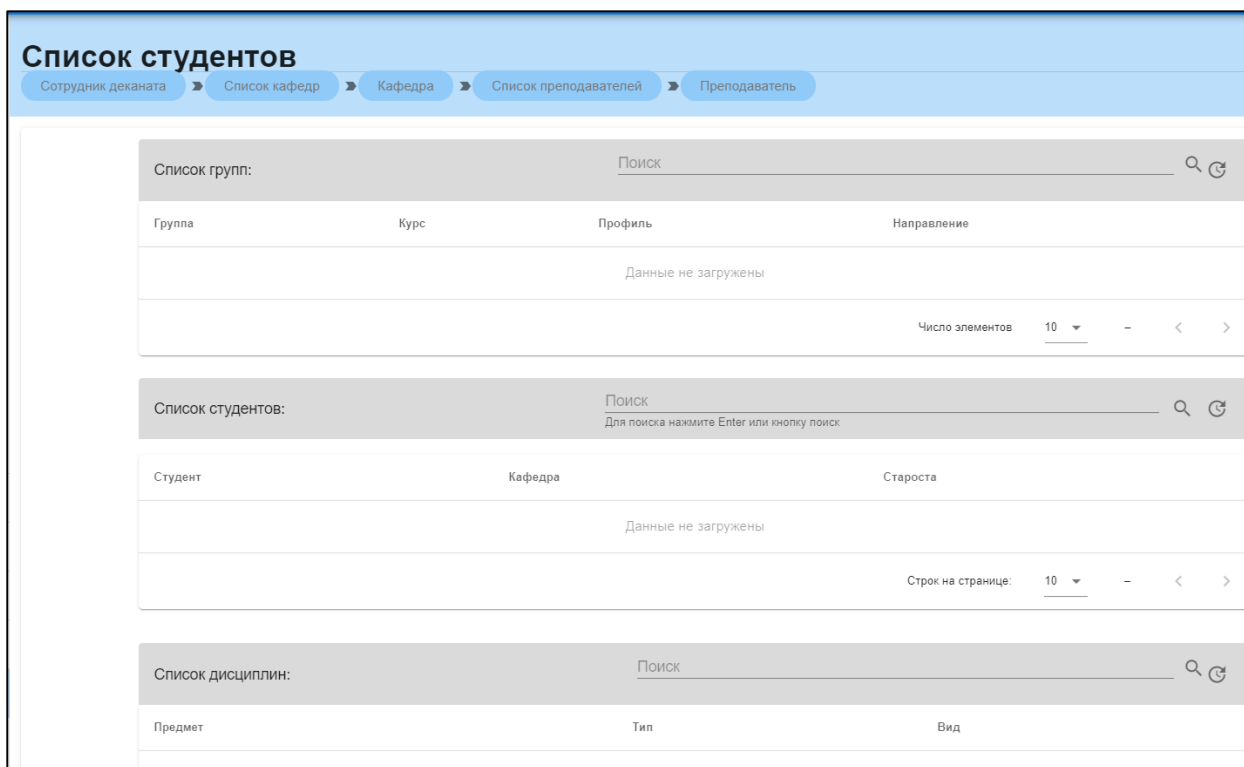 Список студентов
Сотрудник деканата Список кафедр Кафедра Список преподавателей Преподаватель
Список групп: Поиск
Группа Курс Профиль Направление
Данные не загружены
Число элементов 10 –
Список студентов: Поиск
Для поиска нажмите Enter или кнопку поиск
Студент Кафедра Староста
Данные не загружены
Строк на странице: 10 –
Список дисциплин: Поиск
Предмет Тип Вид